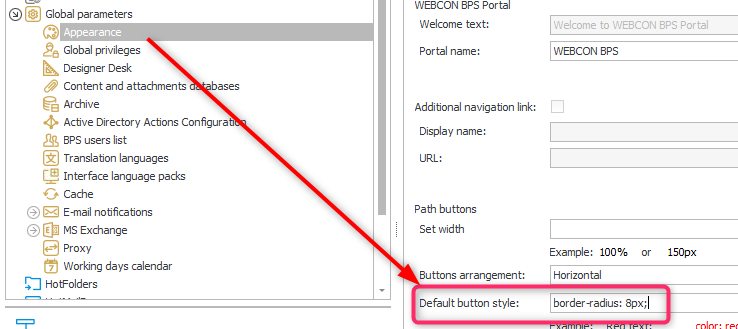 Global parameters
Appearance
Global privileges
Designer Desk
Content and attachments databases
Archive
Active Directory Actions Configuration
BPS users list
Translation languages
Interface language packs
Cache
E-mail notifications
MS Exchange
Proxy
Working days calendar
HotFolders
WEBCON BPS Portal
Welcome text: Welcome to WEBCON BPS Portal
Portal name: WEBCON BPS
Additional navigation link:
Display name:
URL:
Path buttons
Set width
Example: 100% or 150px
Buttons arrangement: Horizontal
Default button style: border-radius: 8px;
Example: Red text: color: red